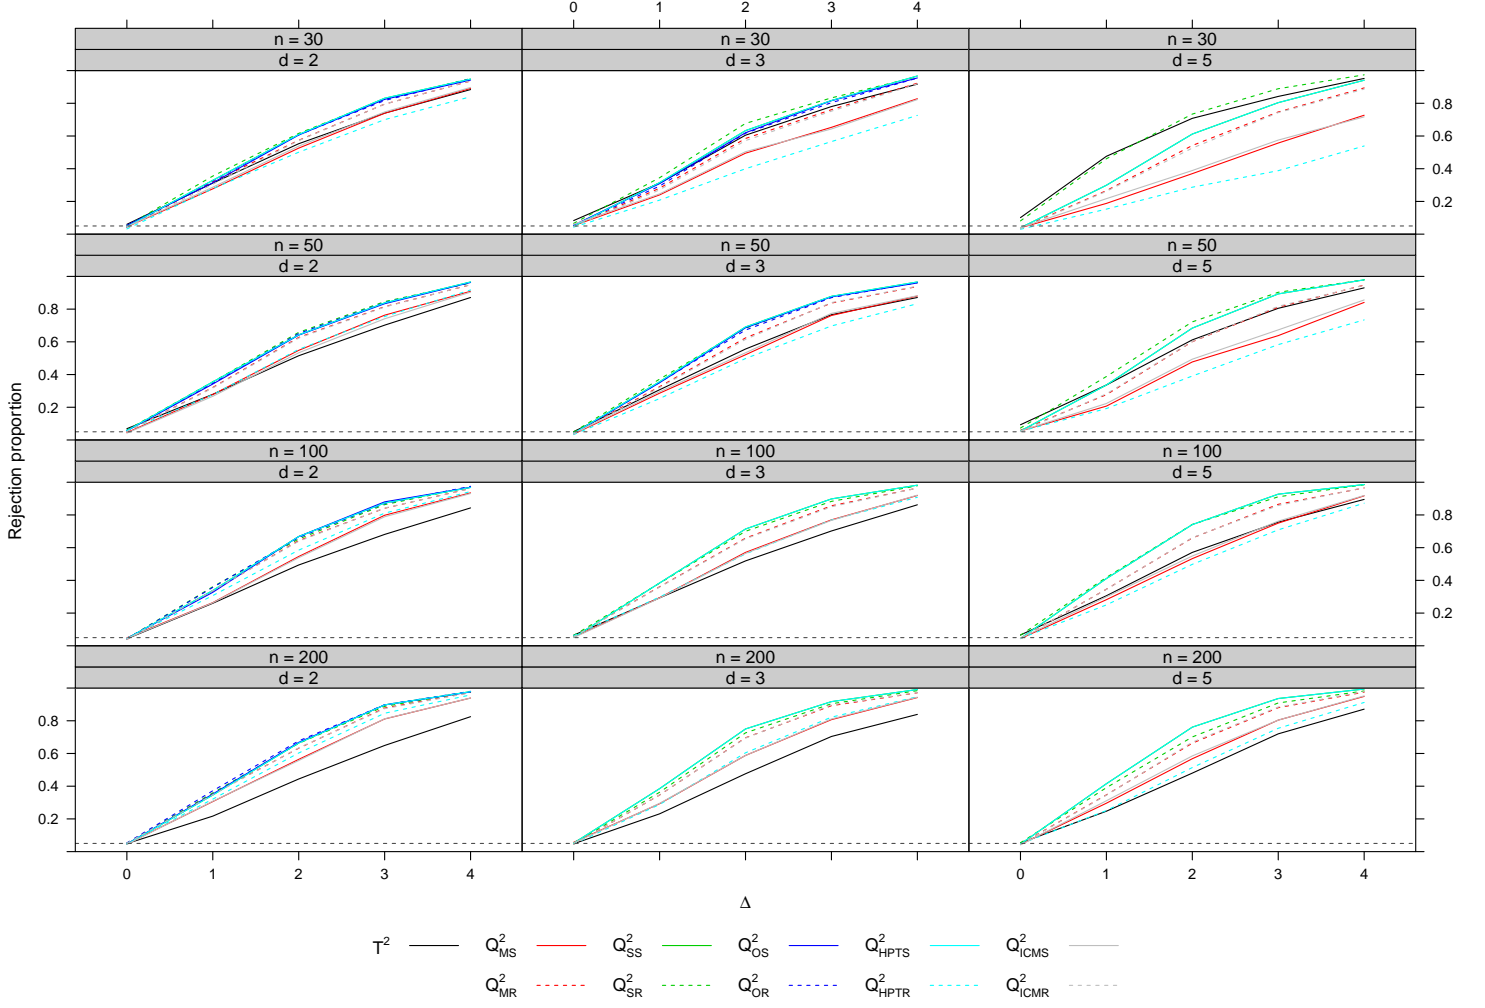 0 1 2 3 4
n = 30 n = 30 n = 30
d = 2 d = 3 d = 5
0.8
0.6
0.4
0.2
n = 50 n = 50 n = 50
d = 2 d = 3 d = 5
0.8
0.6
0.4
0.2
n = 100 n = 100 n = 100
d = 2 d = 3 d = 5
0.8
0.6
0.4
0.2
n = 200 n = 200 n = 200
d = 2 d = 3 d = 5
0.8
0.6
0.4
0.2
0 1 2 3 4 0 1 2 3 4
Rejection proportion
Δ
T² Q²MS Q²SS Q²OS Q²HPTS Q²ICMS
Q²MR Q²SR Q²OR Q²HPTR Q²ICMR